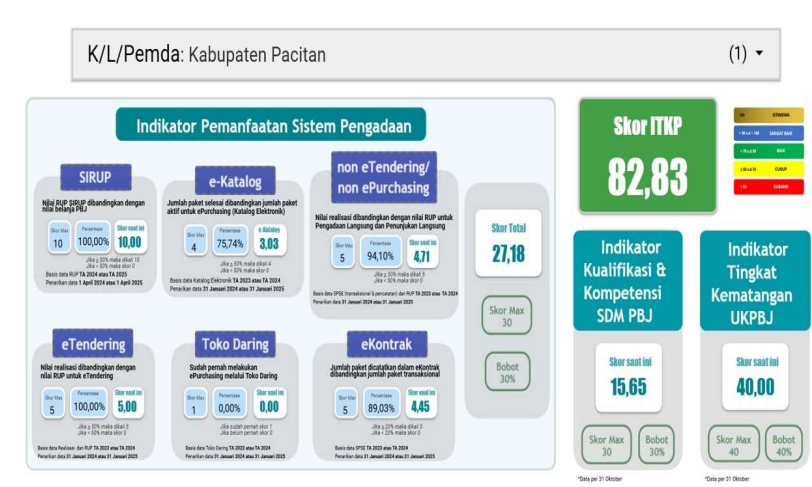 K/L/Pemda: Kabupaten Pacitan (1)
Indikator Pemanfaatan Sistem Pengadaan
SIRUP
Nilai RUP SIRUP dibandingkan dengan
nilai belanja PBJ
Skor Max
10
Persentase
100,00%
Skor saat ini
10,00
Jika ≥ 50% maka dikali 10
Jika < 50% maka skor 0
Basis data RUP TA 2024 atau TA 2025
Penarikan data 1 April 2024 atau 1 April 2025
e-Katalog
Jumlah paket selesai dibandingkan jumlah paket
aktif untuk ePurchasing (Katalog Elektronik)
Skor Max
4
Persentase
75,74%
e-Katalog
3,03
Jika ≥ 50% maka dikali 4
Jika < 50% maka skor 0
Basis data Katalog Elektronik TA 2023 atau TA 2024
Penarikan data 31 Januari 2024 atau 31 Januari 2025
non eTendering/
non ePurchasing
Nilai realisasi dibandingkan dengan nilai RUP untuk
Pengadaan Langsung dan Penunjukan Langsung
Skor Max
5
Persentase
94,10%
Skor saat ini
4,71
Jika ≥ 50% maka dikali 5
Jika < 50% maka skor 0
Basis data SPSE (transaksional & pencatatan) dan RUP TA 2023 atau TA 2024
Penarikan data 31 Januari 2024 atau 31 Januari 2025
eTendering
Nilai realisasi dibandingkan dengan
nilai RUP untuk eTendering
Skor Max
5
Persentase
100,00%
Skor saat ini
5,00
Jika ≥ 50% maka dikali 5
Jika < 50% maka skor 0
Basis data Realisasi dan RUP TA 2023 atau TA 2024
Penarikan data 31 Januari 2024 atau 31 Januari 2025
Toko Daring
Sudah pernah melakukan
ePurchasing melalui Toko Daring
Skor Max
1
Persentase
0,00%
Skor saat ini
0,00
Jika sudah pernah skor 1
Jika belum pernah skor 0
Basis data Toko Daring TA 2023 atau TA 2024
Penarikan data 31 Januari 2024 atau 31 Januari 2025
eKontrak
Jumlah paket dicatatkan dalam eKontrak
dibandingkan jumlah paket transaksional
Skor Max
5
Persentase
89,03%
Skor saat ini
4,45
Jika ≥ 20% maka dikali 5
Jika < 20% maka skor 0
Basis data SPSE TA 2023 atau TA 2024
Penarikan data 31 Januari 2024 atau 31 Januari 2025
Skor Total
27,18
Skor Max
30
Bobot
30%
Skor ITKP
82,83
ISTIMEWA
SANGAT BAIK
BAIK
CUKUP
KURANG
Indikator
Kualifikasi &
Kompetensi
SDM PBJ
Skor saat ini
15,65
Skor Max
30
Bobot
30%
*Data per 31 Oktober
Indikator
Tingkat
Kematangan
UKPBJ
Skor saat ini
40,00
Skor Max
40
Bobot
40%
*Data per 31 Oktober